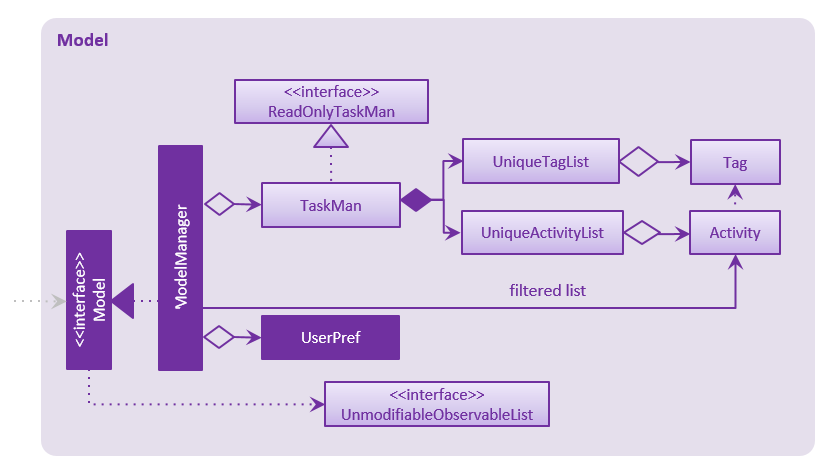 Model
<<interface>>
ReadOnlyTaskMan
UniqueTagList
Tag
TaskMan
UniqueActivityList
Activity
ModelManager
<<interface>>
Model
filtered list
UserPref
<<interface>>
UnmodifiableObservableList